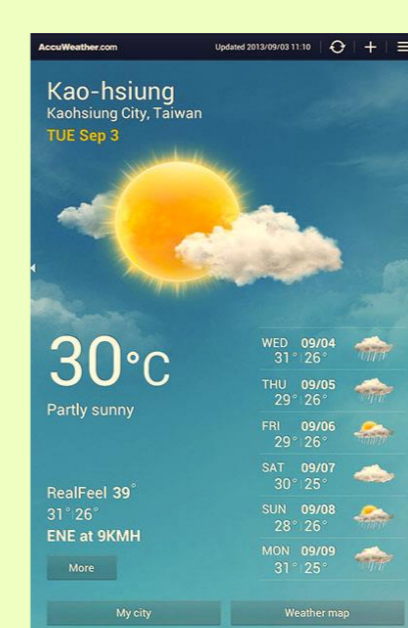 AccuWeather.com Updated 2013/09/03 11:10
Kao-hsiung
Kaohsiung City, Taiwan
TUE Sep 3
30°C
Partly sunny
RealFeel 39°
31° 26°
ENE at 9KMH
More
WED 09/04
31° 26°
THU 09/05
29° 26°
FRI 09/06
29° 26°
SAT 09/07
30° 25°
SUN 09/08
28° 26°
MON 09/09
31° 25°
My city Weather map